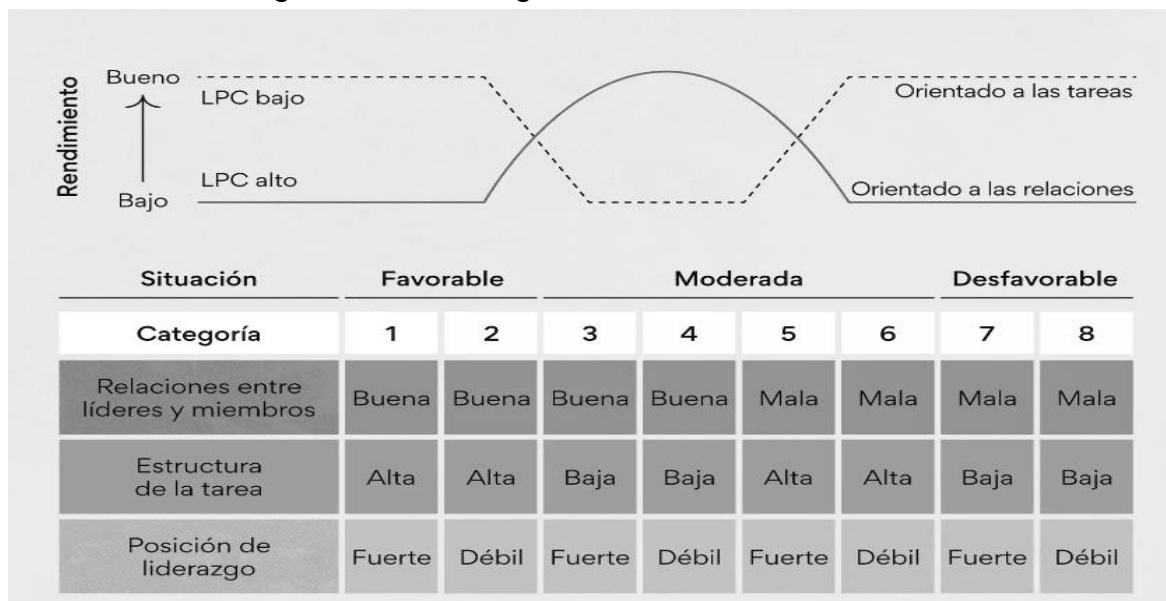 Bueno
LPC bajo
Orientado a las tareas
Rendimiento
LPC alto
Orientado a las relaciones
Bajo
Situación Favorable Moderada Desfavorable
Categoría 1 2 3 4 5 6 7 8
Relaciones entre
líderes y miembros
Buena Buena Buena Buena Mala Mala Mala Mala
Estructura
de la tarea
Alta Alta Baja Baja Alta Alta Baja Baja
Posición de
liderazgo
Fuerte Débil Fuerte Débil Fuerte Débil Fuerte Débil